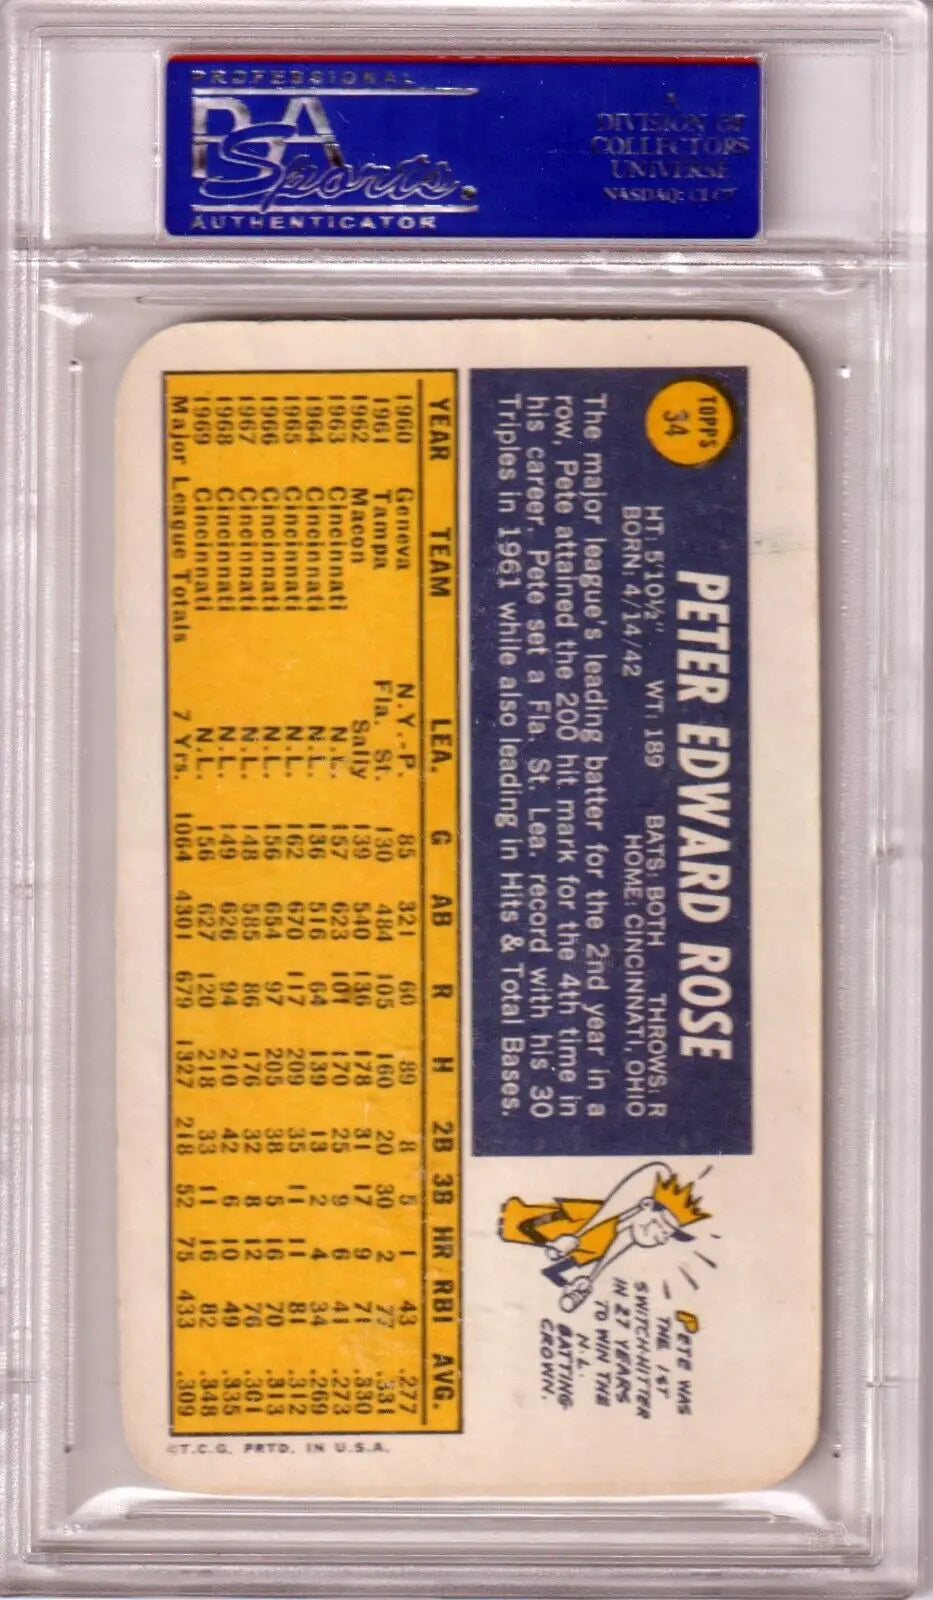 PROFESSIONAL
PSA
Sports
AUTHENTICATOR
A
DIVISION OF
COLLECTORS
UNIVERSE
NASDAQ: CLCT
TOPPS
34
PETER EDWARD ROSE
HT: 5'10½" WT: 189 BATS: BOTH THROWS: R
BORN: 4/14/42 HOME: CINCINNATI, OHIO
The major league's leading batter for the 2nd year in a
row, Pete attained the 200 hit mark for the 4th time in
his career. Pete set a Fla. St. Lea. record with his 30
Triples in 1961 while also leading in Hits & Total Bases.
PETE WAS
THE 1ST
SWITCH-HITTER
IN 27 YEARS
TO WIN THE
N.L.
BATTING
CROWN.
YEAR TEAM LEA. G AB R H 2B 3B HR RBI AVG.
1960 Geneva N.Y.-P. 85 321 60 89 8 5 1 43 .277
1961 Tampa Fla. St. 130 484 105 160 20 30 2 77 .331
1962 Macon Sally 139 540 136 178 31 17 9 71 .330
1963 Cincinnati N.L. 157 623 101 170 25 9 6 41 .273
1964 Cincinnati N.L. 136 516 64 139 13 2 4 34 .269
1965 Cincinnati N.L. 162 670 117 209 35 11 11 81 .312
1966 Cincinnati N.L. 156 654 97 205 38 5 16 70 .313
1967 Cincinnati N.L. 148 585 86 176 32 8 12 76 .301
1968 Cincinnati N.L. 149 626 94 210 42 6 10 49 .335
1969 Cincinnati N.L. 156 627 120 218 33 11 16 82 .348
Major League Totals 7 Yrs. 1064 4301 679 1327 218 52 75 433 .309
©T.C.G. PRTD. IN U.S.A.